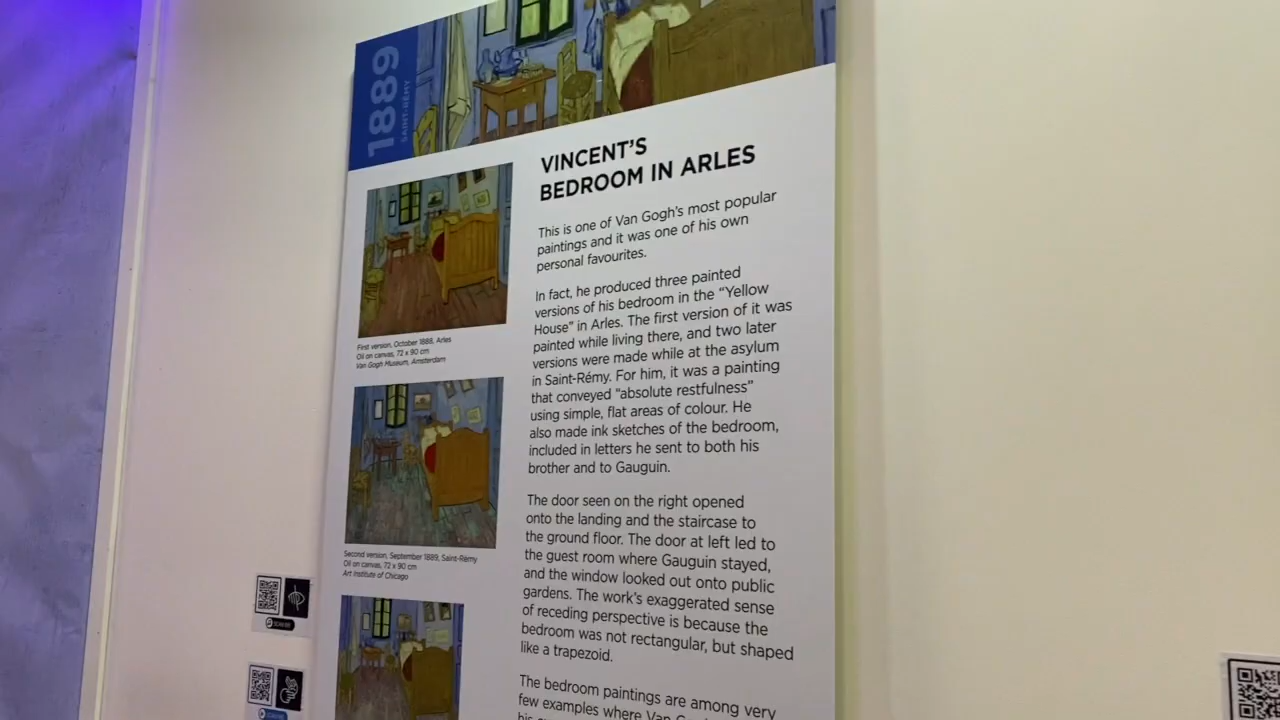 1889
SAINT-RÉMY
VINCENT'S
BEDROOM IN ARLES
This is one of Van Gogh's most popular
paintings and it was one of his own
personal favourites.
In fact, he produced three painted
versions of his bedroom in the "Yellow
House" in Arles. The first version of it was
painted while living there, and two later
versions were made while at the asylum
in Saint-Rémy. For him, it was a painting
that conveyed "absolute restfulness"
using simple, flat areas of colour. He
also made ink sketches of the bedroom,
included in letters he sent to both his
brother and to Gauguin.
The door seen on the right opened
onto the landing and the staircase to
the ground floor. The door at left led to
the guest room where Gauguin stayed,
and the window looked out onto public
gardens. The work's exaggerated sense
of receding perspective is because the
bedroom was not rectangular, but shaped
like a trapezoid.
The bedroom paintings are among very
few examples where Van
First version, October 1888, Arles
Oil on canvas, 72 x 90 cm
Van Gogh Museum, Amsterdam
Second version, September 1889, Saint-Rémy
Oil on canvas, 72 x 90 cm
Art Institute of Chicago
SCAN ME